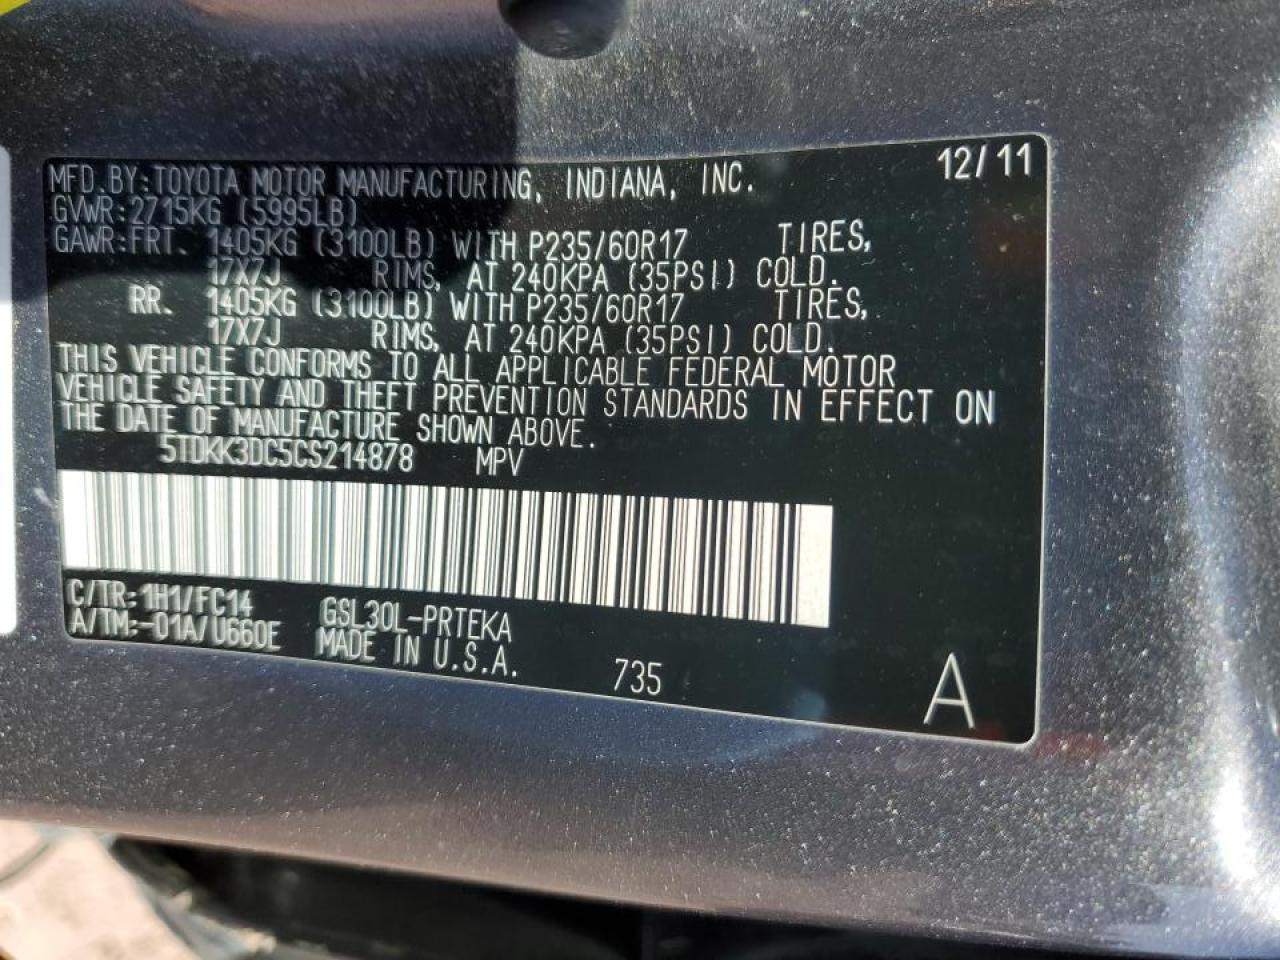 12/11
MFD.BY:TOYOTA MOTOR MANUFACTURING, INDIANA, INC.
GVWR:2715KG (5995LB)
GAWR:FRT. 1405KG (3100LB) WITH P235/60R17 TIRES,
17X7J RIMS, AT 240KPA (35PSI) COLD.
RR. 1405KG (3100LB) WITH P235/60R17 TIRES,
17X7J RIMS, AT 240KPA (35PSI) COLD.
THIS VEHICLE CONFORMS TO ALL APPLICABLE FEDERAL MOTOR
VEHICLE SAFETY AND THEFT PREVENTION STANDARDS IN EFFECT ON
THE DATE OF MANUFACTURE SHOWN ABOVE.
5TDKK3DC5CS214878 MPV
C/TR:1H1/FC14 GSL30L-PRTEKA
A/TM:-01A/U660E MADE IN U.S.A.
735
A